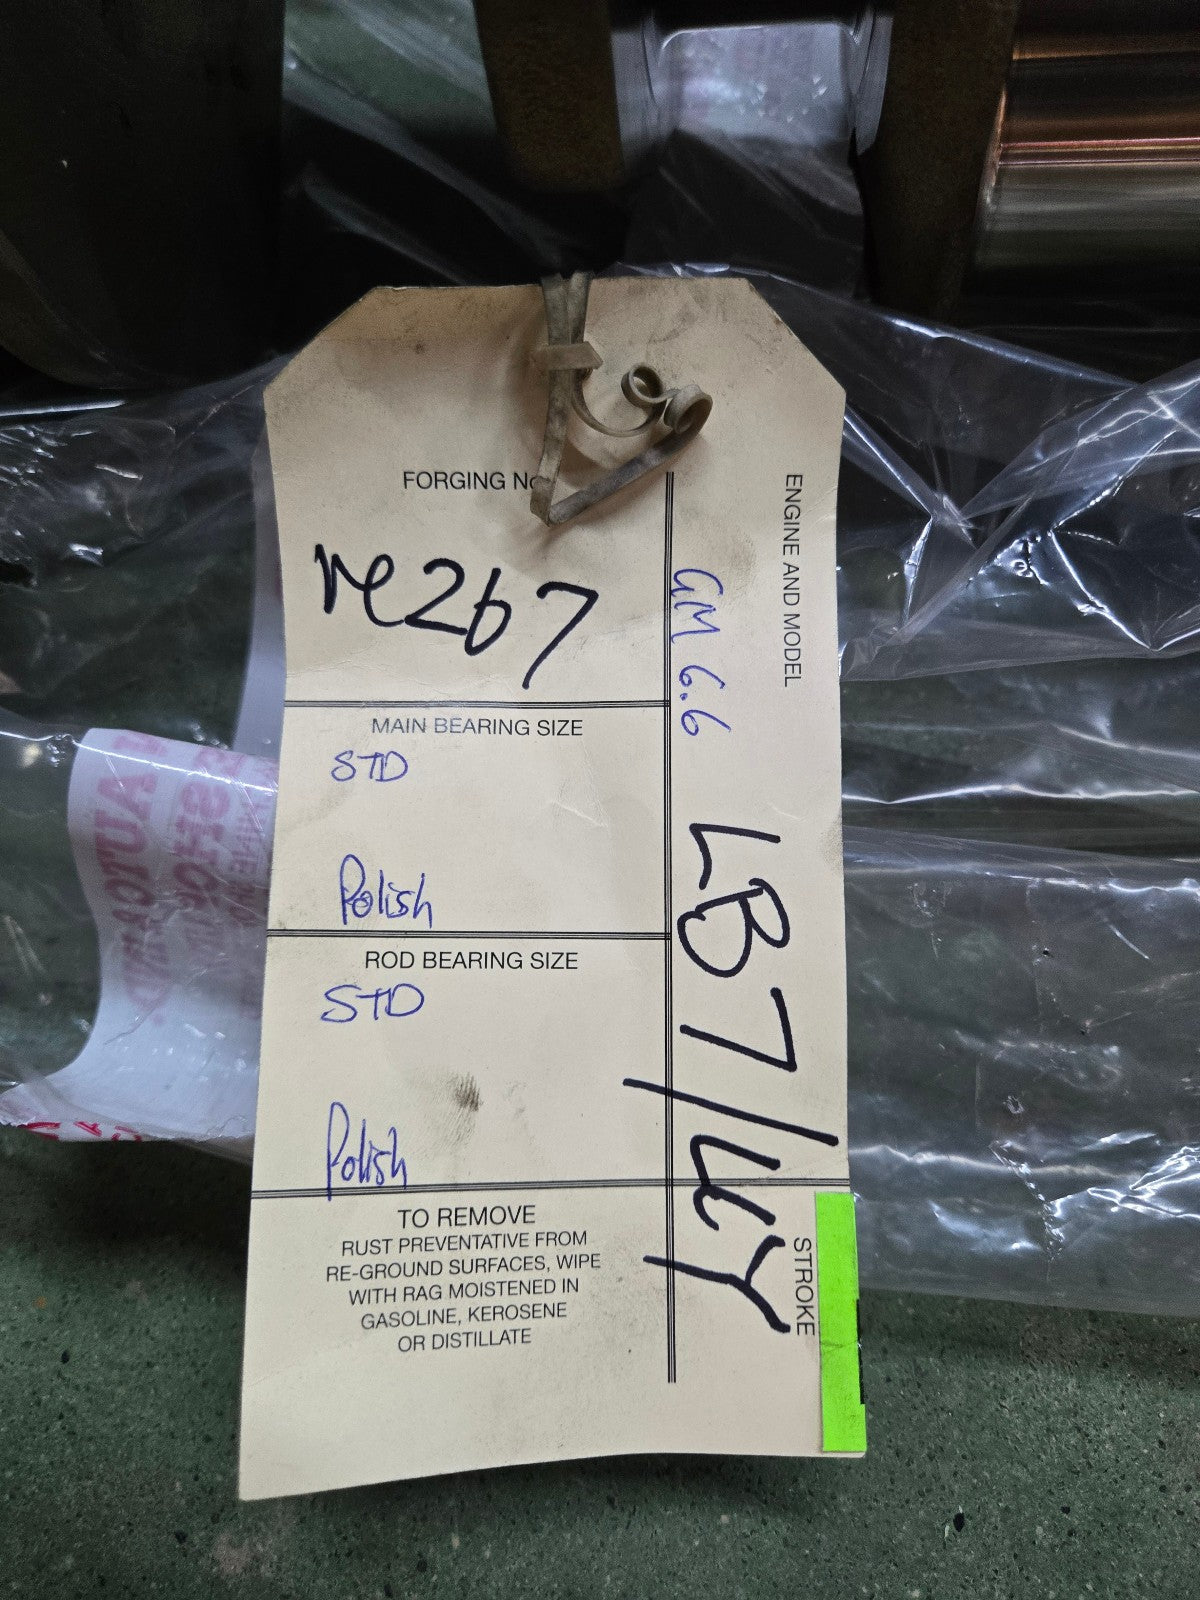 FORGING No
ne267
MAIN BEARING SIZE
STD
Polish
ROD BEARING SIZE
STD
Polish
TO REMOVE
RUST PREVENTATIVE FROM
RE-GROUND SURFACES, WIPE
WITH RAG MOISTENED IN
GASOLINE, KEROSENE
OR DISTILLATE
ENGINE AND MODEL
GM 6.6
LB7/LLY
STROKE